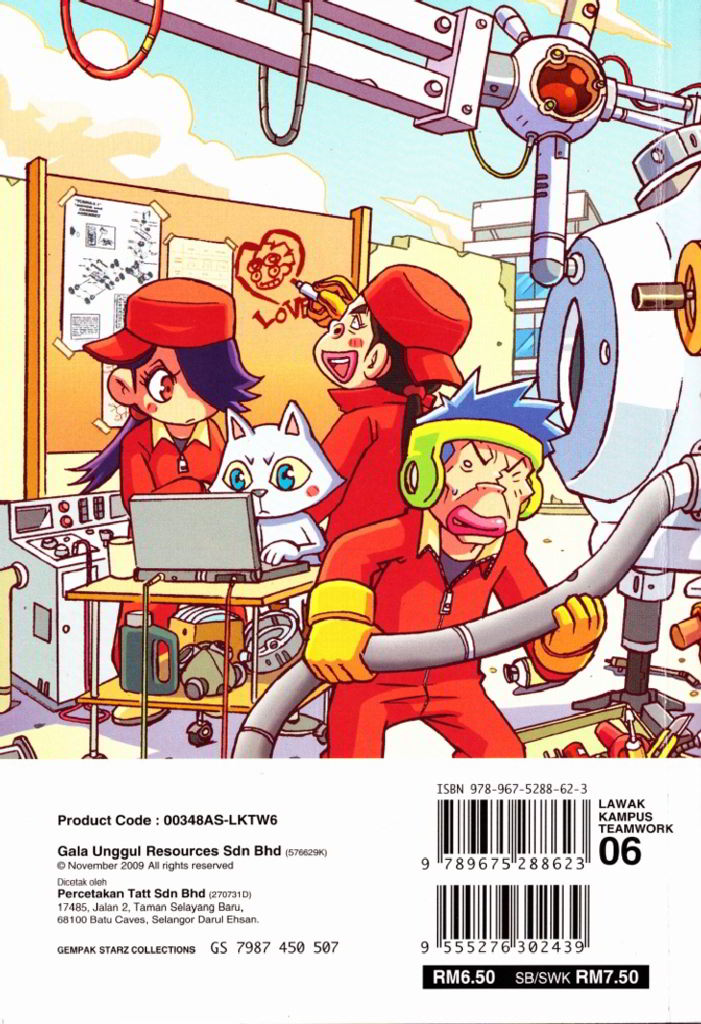 LOVE
Product Code : 00348AS-LKTW6
Gala Unggul Resources Sdn Bhd (576629K)
© November 2009 All rights reserved
Dicetak oleh
Percetakan Tatt Sdn Bhd (270731D)
17485, Jalan 2, Taman Selayang Baru,
68100 Batu Caves, Selangor Darul Ehsan.
GEMPAK STARZ COLLECTIONS GS 7987 450 507
ISBN 978-967-5288-62-3
9 789675 288623
LAWAK
KAMPUS
TEAMWORK
06
9 555276 302439
RM6.50 SB/SWK RM7.50